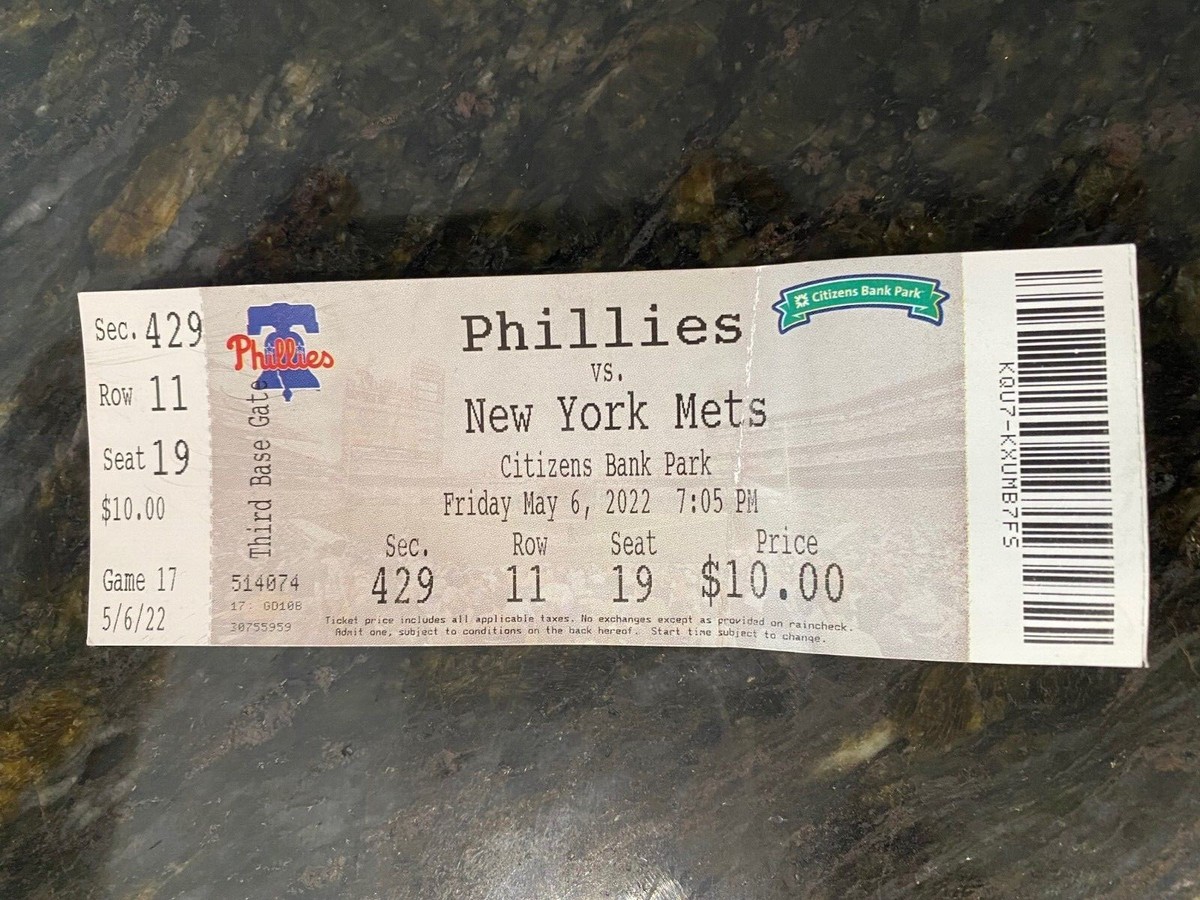 Sec. 429
Row 11
Seat 19
$10.00
Game 17
5/6/22
Phillies
Third Base Gate
514074
17: GD10B
30755959
Phillies
vs.
New York Mets
Citizens Bank Park
Friday May 6, 2022 7:05 PM
Sec. Row Seat Price
429 11 19 $10.00
Ticket price includes all applicable taxes. No exchanges except as provided on raincheck.
Admit one, subject to conditions on the back hereof. Start time subject to change.
Citizens Bank Park
KQU7-KXUMB7FS